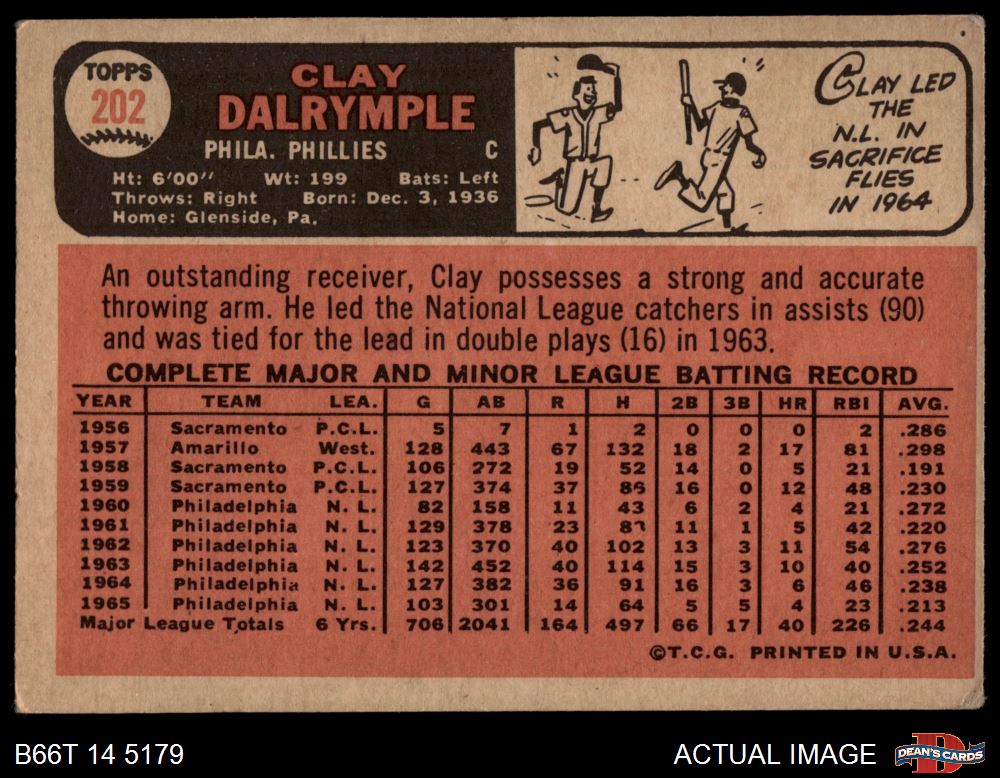 TOPPS
202
CLAY
DALRYMPLE
PHILA. PHILLIES C
Ht: 6'00" Wt: 199 Bats: Left
Throws: Right Born: Dec. 3, 1936
Home: Glenside, Pa.
CLAY LED
THE
N.L. IN
SACRIFICE
FLIES
IN 1964
An outstanding receiver, Clay possesses a strong and accurate
throwing arm. He led the National League catchers in assists (90)
and was tied for the lead in double plays (16) in 1963.
COMPLETE MAJOR AND MINOR LEAGUE BATTING RECORD
YEAR TEAM LEA. G AB R H 2B 3B HR RBI AVG.
1956 Sacramento P.C.L. 5 7 1 2 0 0 0 2 .286
1957 Amarillo West. 128 443 67 132 18 2 17 81 .298
1958 Sacramento P.C.L. 106 272 19 52 14 0 5 21 .191
1959 Sacramento P.C.L. 127 374 37 86 16 0 12 48 .230
1960 Philadelphia N. L. 82 158 11 43 6 2 4 21 .272
1961 Philadelphia N. L. 129 378 23 11 1 5 42 .220
1962 Philadelphia N. L. 123 370 40 102 13 3 11 54 .276
1963 Philadelphia N. L. 142 452 40 114 15 3 10 40 .252
1964 Philadelphia N. L. 127 382 36 91 16 3 6 46 .238
1965 Philadelphia N. L. 103 301 14 64 5 5 4 23 .213
Major League Totals 6 Yrs. 706 2041 164 497 66 17 40 226 .244
©T.C.G. PRINTED IN U.S.A.
B66T 14 5179 ACTUAL IMAGE DEAN'S CARDS